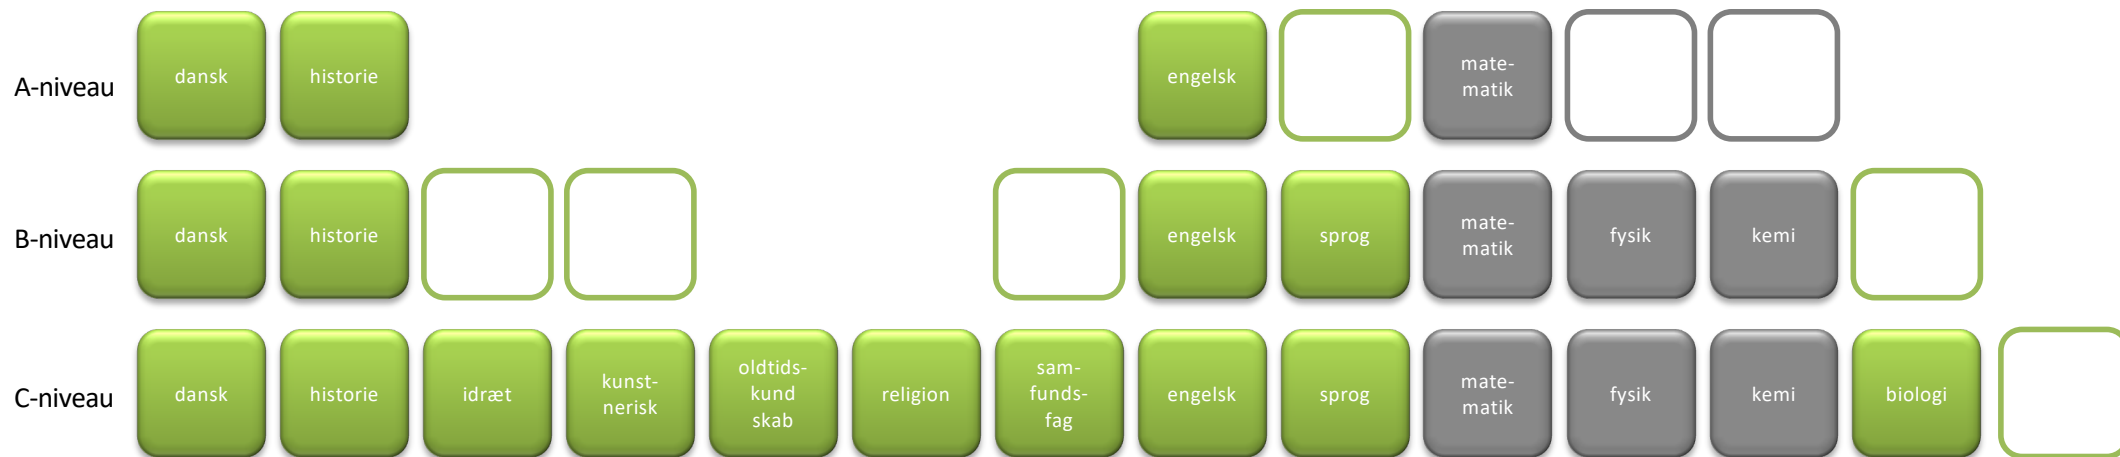 A-niveau
dansk
historie
engelsk
mate-
matik
B-niveau
dansk
historie
engelsk
sprog
mate-
matik
fysik
kemi
C-niveau
dansk
historie
idræt
kunst-
nerisk
oldtids-
kund
skab
religion
sam-
funds-
fag
engelsk
sprog
mate-
matik
fysik
kemi
biologi